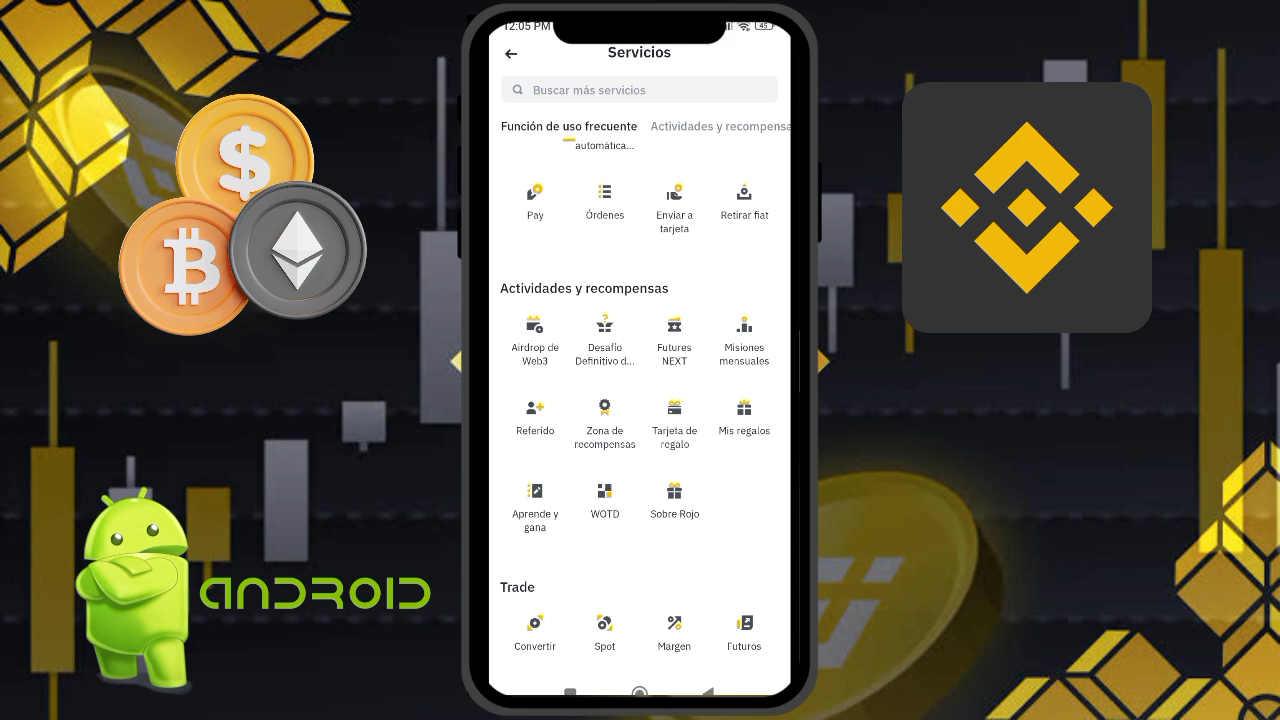 12:05 PM
45
Servicios
Buscar más servicios
Función de uso frecuente
Actividades y recompensa
automática...
Pay
Órdenes
Enviar a
tarjeta
Retirar fiat
Actividades y recompensas
Airdrop de
Web3
Desafío
Definitivo d...
Futures
NEXT
Misiones
mensuales
Referido
Zona de
recompensas
Tarjeta de
regalo
Mis regalos
Aprende y
gana
WOTD
Sobre Rojo
Trade
Convertir
Spot
Margen
Futuros
ANDROID